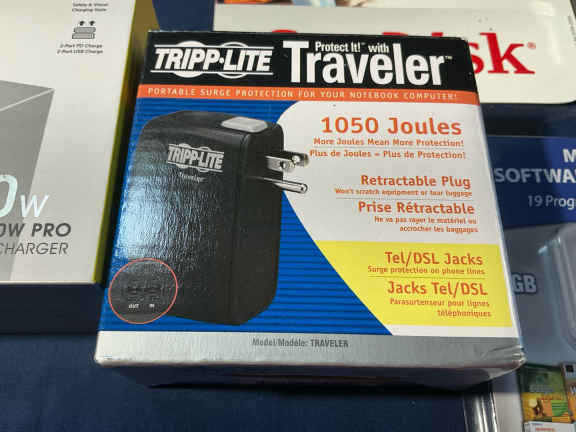 Safety & Visual
Charging State
2-Port PD Charge
2-Port USB Charge
W
0W PRO
CHARGER
TRIPP·LITE
Protect It!™ with
Traveler™
PORTABLE SURGE PROTECTION FOR YOUR NOTEBOOK COMPUTER!
1050 Joules
More Joules Mean More Protection!
Plus de Joules = Plus de Protection!
TRIPP·LITE
Traveler
Retractable Plug
Won't scratch equipment or tear luggage
Prise Rétractable
Ne va pas rayer le matériel ou
accrocher les baggages
Tel/DSL Jacks
Surge protection on phone lines
Jacks Tel/DSL
Parasurtenseur pour lignes
téléphoniques
OUT IN
Model/Modèle: TRAVELER
isk
M
SOFTWAR
19 Prog
GB